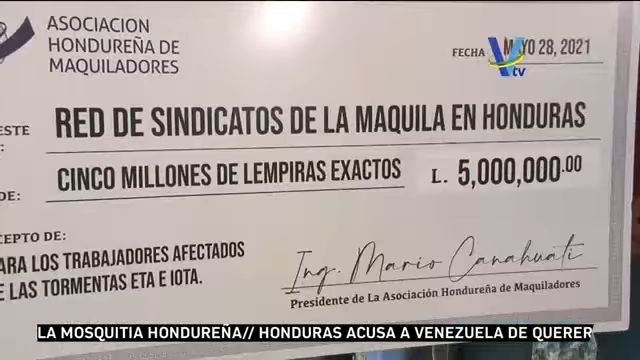 ASOCIACION
HONDUREÑA DE
MAQUILADORES
FECHA MAYO 28, 2021
Vtv
ESTE RED DE SINDICATOS DE LA MAQUILA EN HONDURAS
:
CINCO MILLONES DE LEMPIRAS EXACTOS L. 5,000,000.00
DE:
CEPTO DE:
ARA LOS TRABAJADORES AFECTADOS
E LAS TORMENTAS ETA E IOTA.
Ing. Mario Canahuati
Presidente de La Asociación Hondureña de Maquiladores
LA MOSQUITIA HONDUREÑA// HONDURAS ACUSA A VENEZUELA DE QUERER